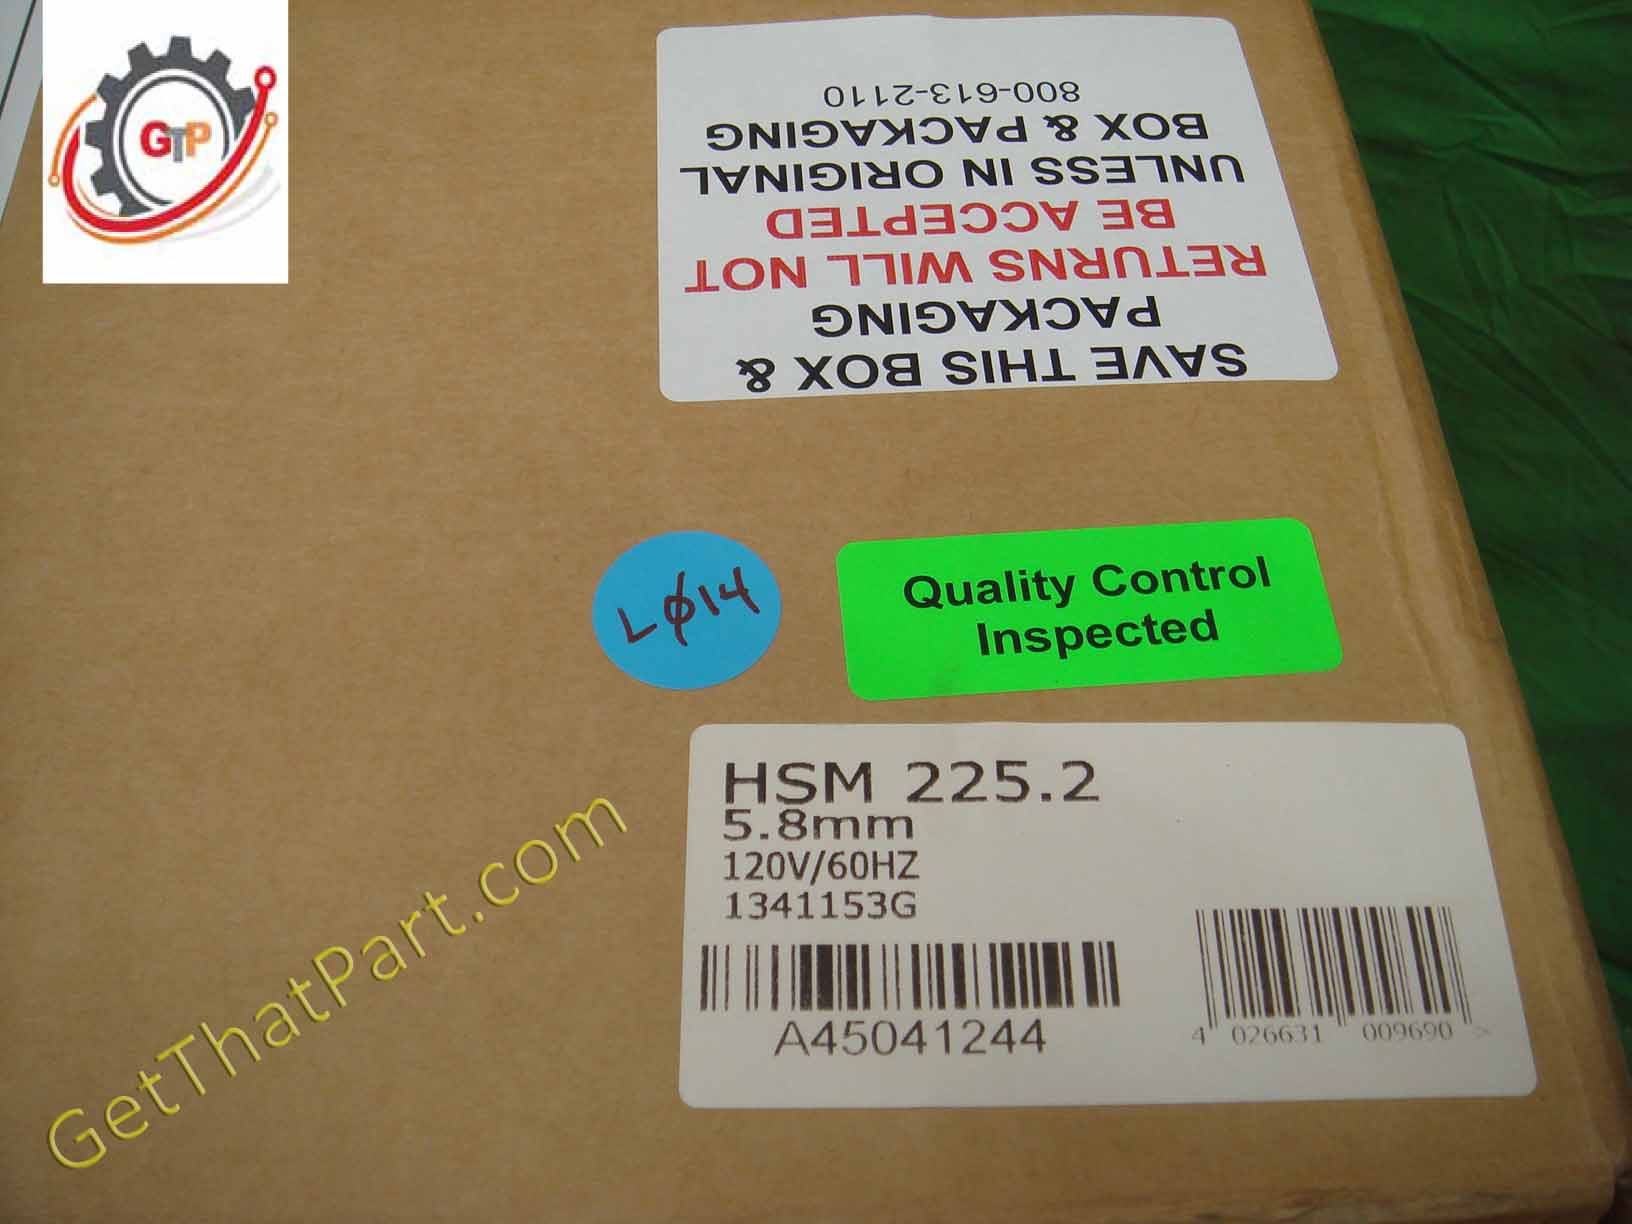 GTP
SAVE THIS BOX &
PACKAGING
RETURNS WILL NOT
BE ACCEPTED
UNLESS IN ORIGINAL
BOX & PACKAGING
800-613-2110
LØ14
Quality Control
Inspected
HSM 225.2
5.8mm
120V/60HZ
1341153G
A45041244
4 026631 009690 >
GetThatPart.com